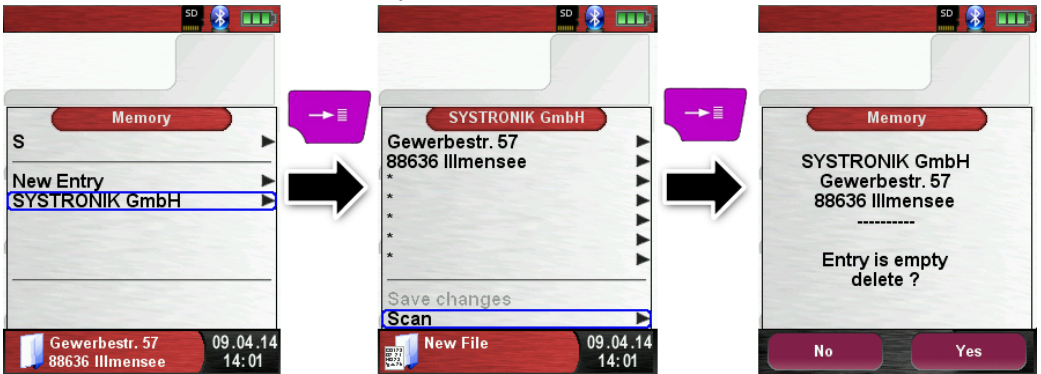 SD
Memory
S
New Entry
SYSTRONIK GmbH
Gewerbestr. 57
88636 Illmensee
09.04.14
14:01
SD
SYSTRONIK GmbH
Gewerbestr. 57
88636 Illmensee
*
*
*
*
*
Save changes
Scan
New File
09.04.14
14:01
SD
Memory
SYSTRONIK GmbH
Gewerbestr. 57
88636 Illmensee
----------
Entry is empty
delete ?
No
Yes